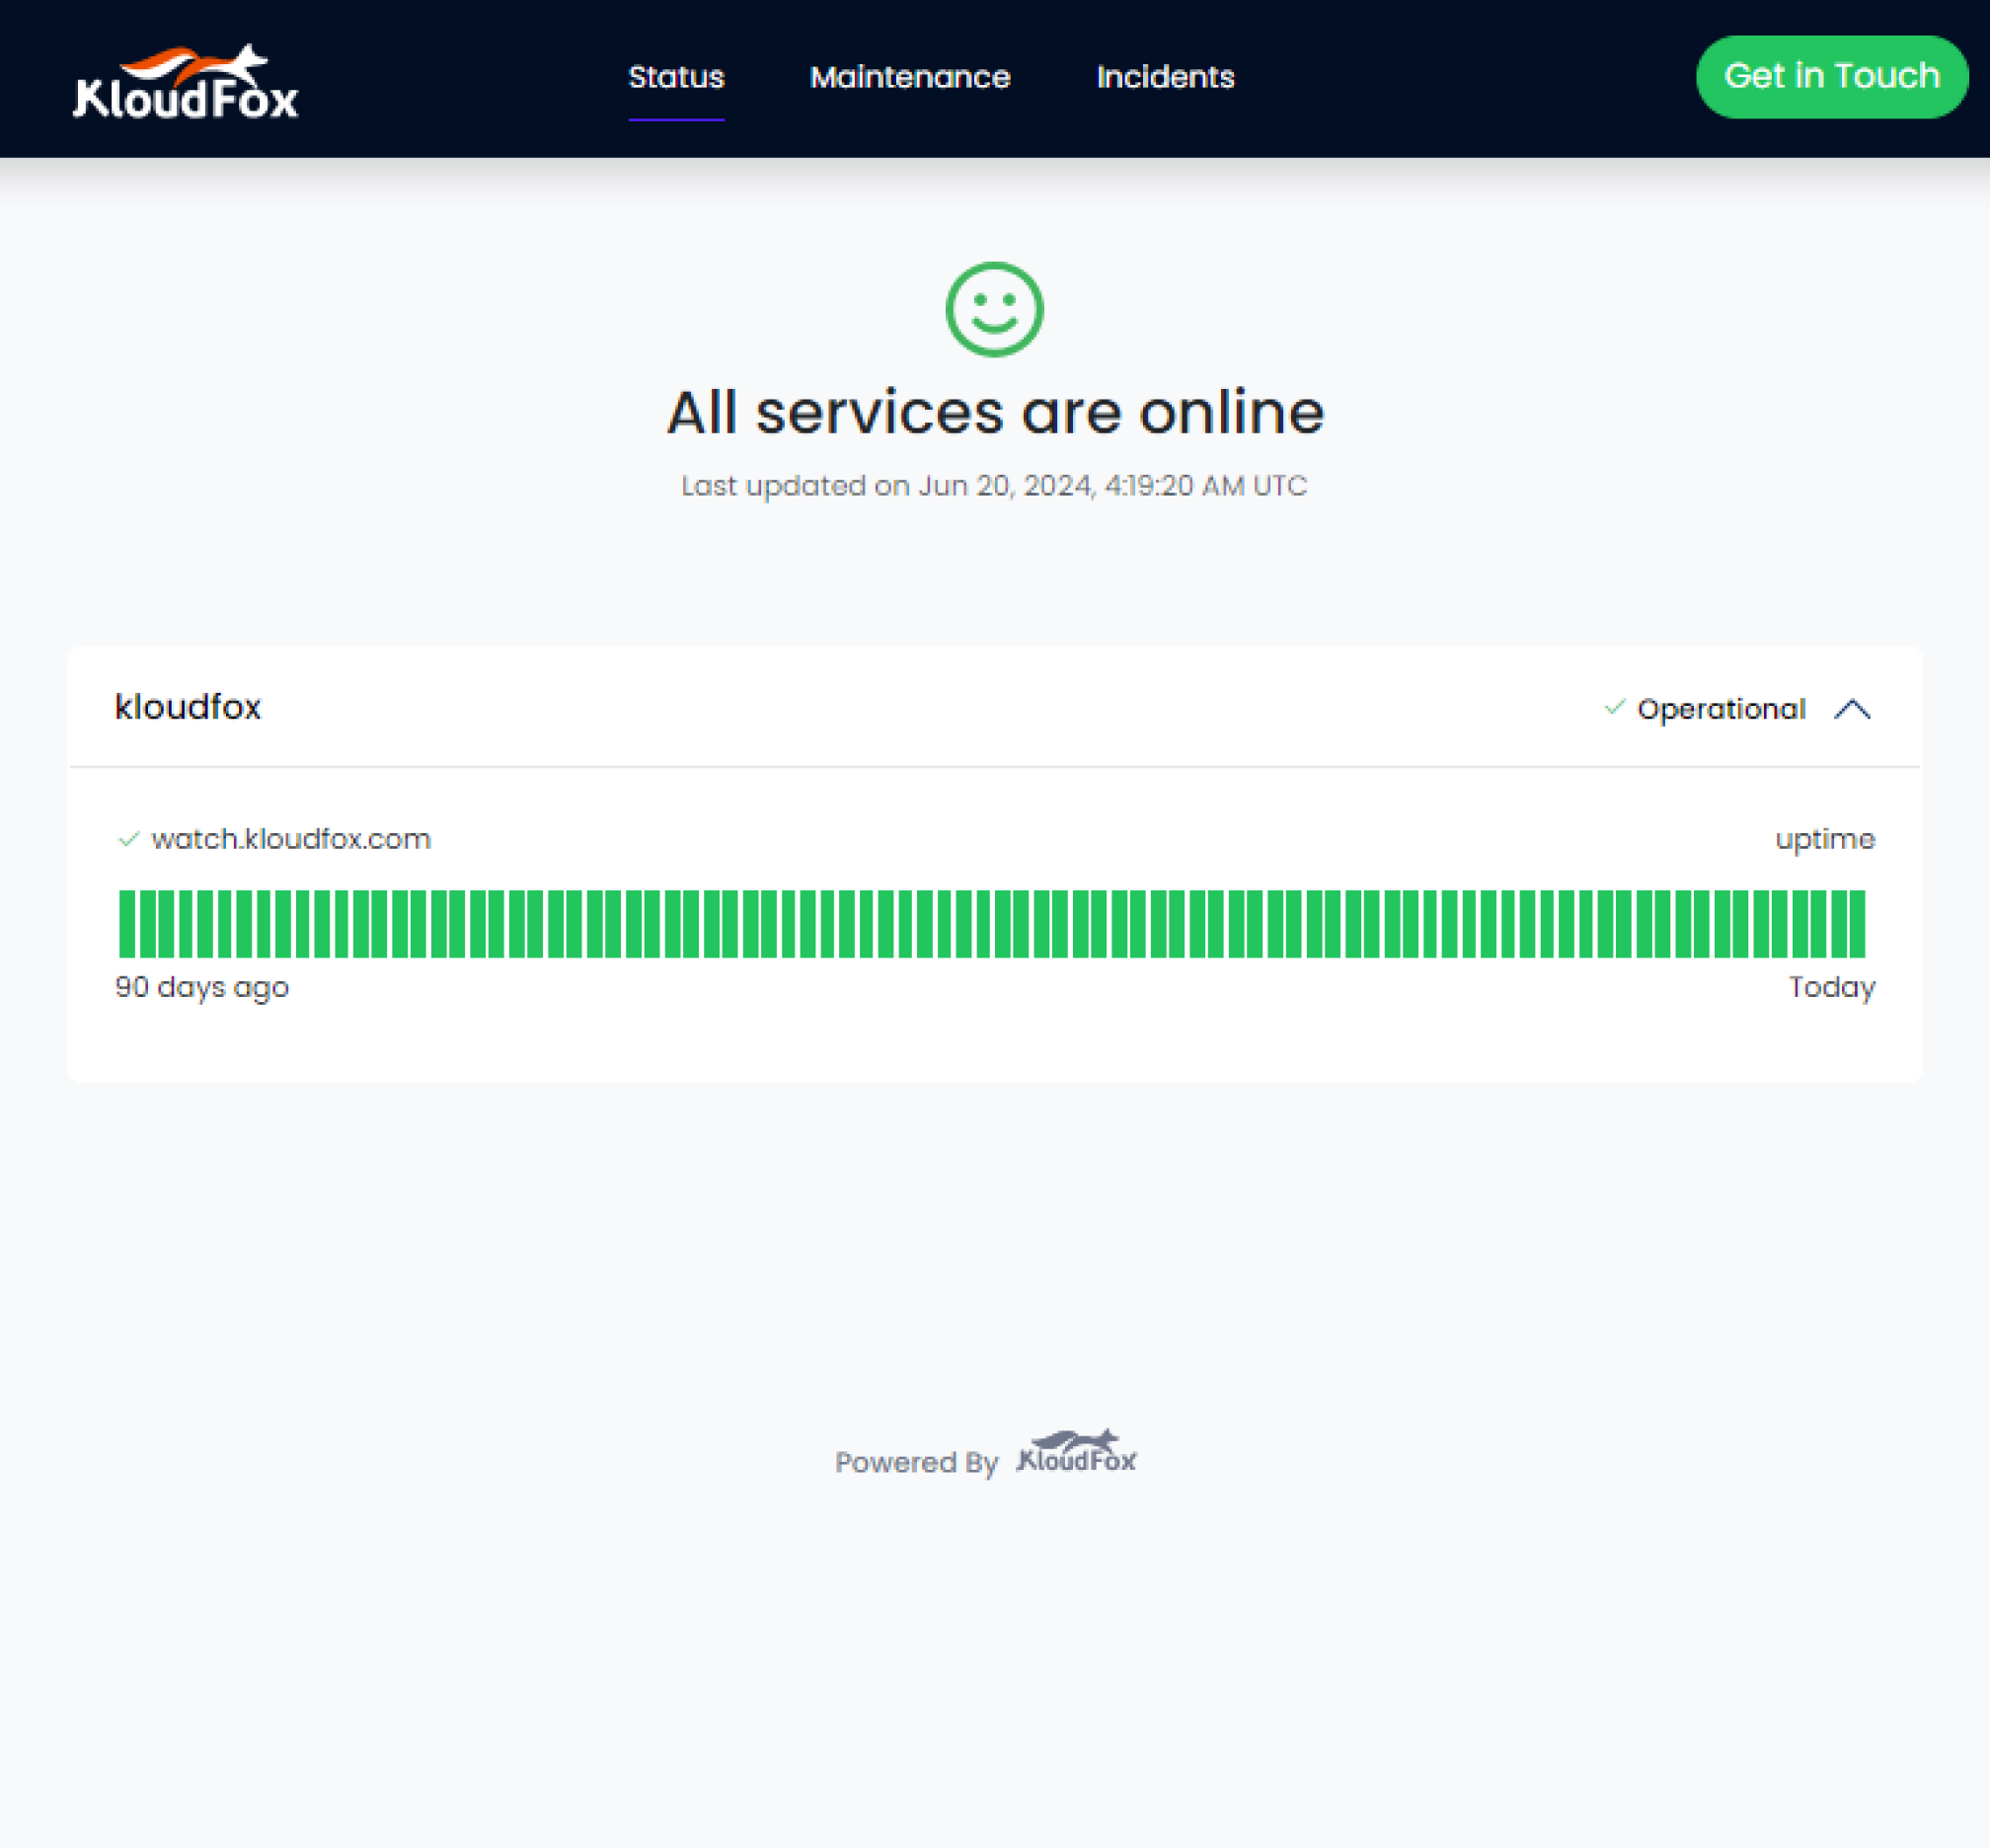 KloudFox
Status Maintenance Incidents
Get in Touch
All services are online
Last updated on Jun 20, 2024, 4:19:20 AM UTC
kloudfox
Operational
watch.kloudfox.com
uptime
90 days ago
Today
Powered By KloudFox